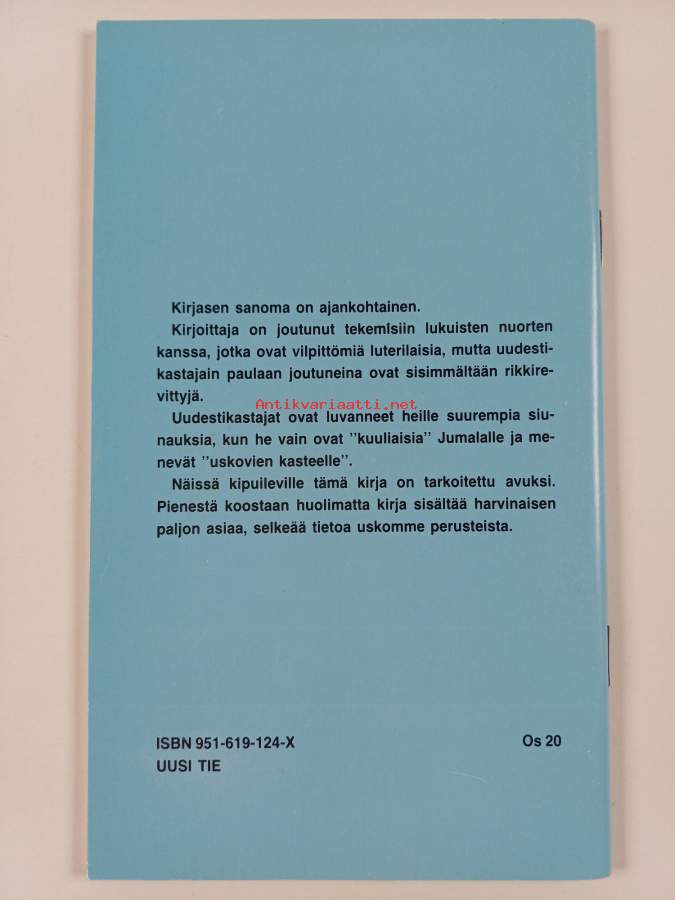 Kirjasen sanoma on ajankohtainen.
Kirjoittaja on joutunut tekemIsiin lukuisten nuorten
kanssa, jotka ovat vilpittömiä luterilaisia, mutta uudesti-
kastajain paulaan joutuneina ovat sisimmältään rikkire-
vittyjä.
Antikvariaatti.net
Uudestikastajat ovat luvanneet heille suurempia siu-
nauksia, kun he vain ovat "kuuliaisia" Jumalalle ja me-
nevät "uskovien kasteelle".
Näissä kipuileville tämä kirja on tarkoitettu avuksi.
Pienestä koostaan huolimatta kirja sisältää harvinaisen
paljon asiaa, selkeää tietoa uskomme perusteista.
ISBN 951-619-124-X
Os 20
UUSI TIE